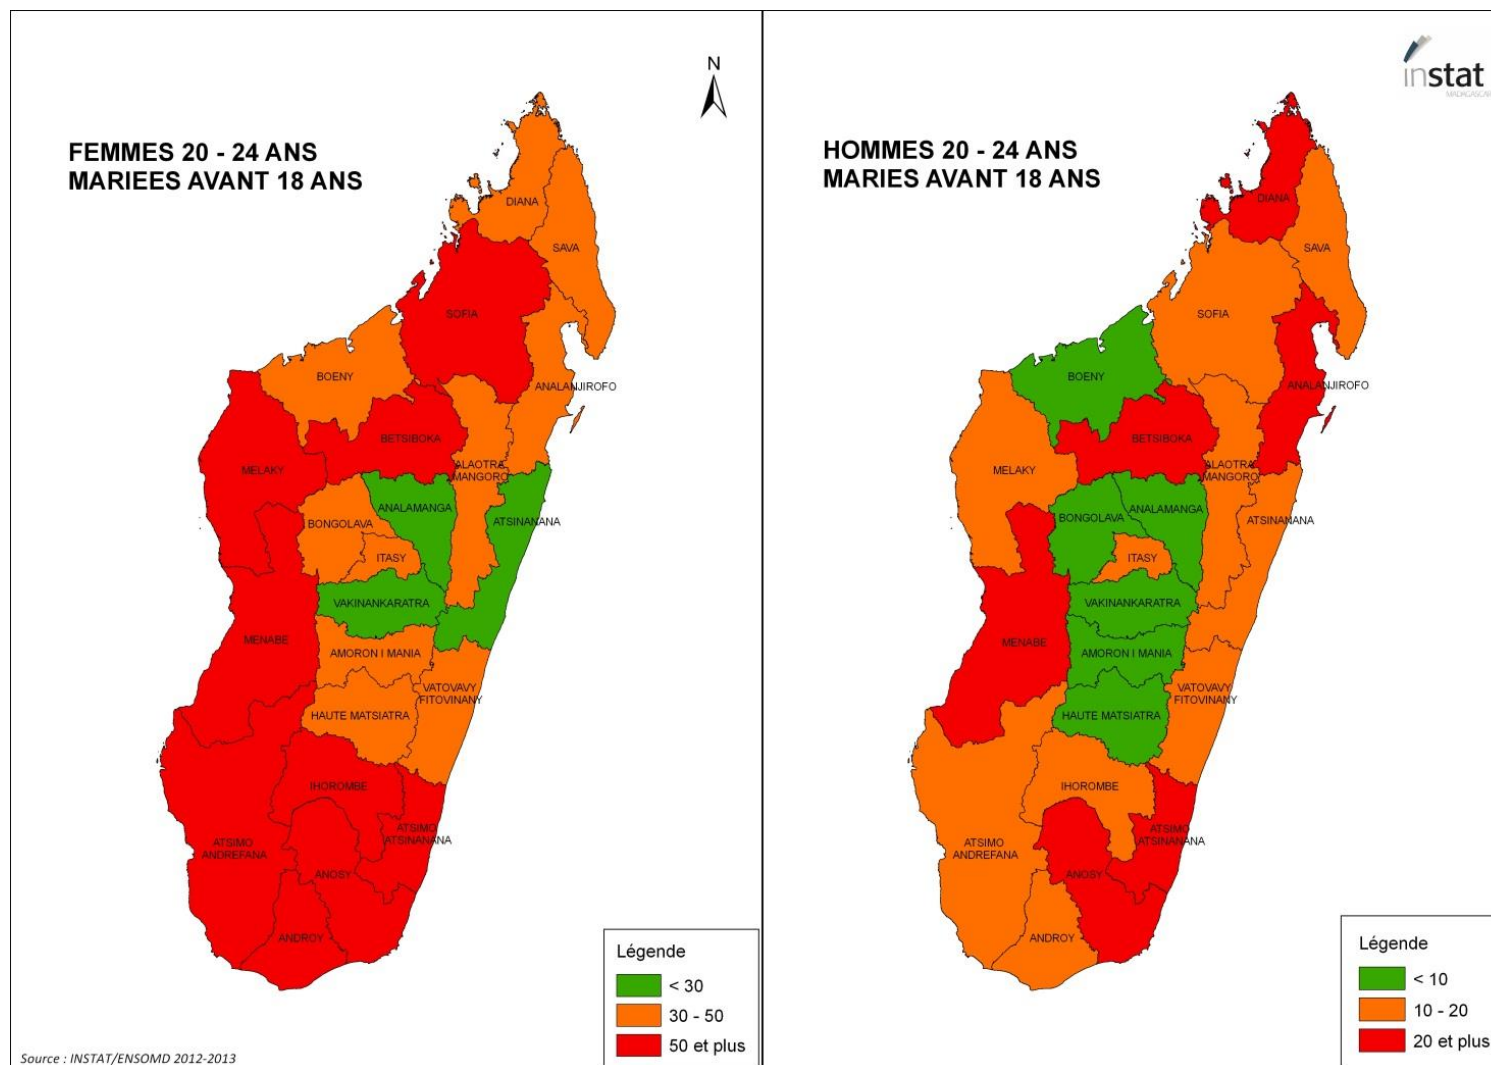 FEMMES 20 - 24 ANS
MARIEES AVANT 18 ANS
N
DIANA
SAVA
SOFIA
BOENY
ANALANJIROFO
BETSIBOKA
MELAKY
ALAOTRA
MANGORO
ANALAMANGA
ATSINANANA
BONGOLAVA
ITASY
VAKINANKARATRA
MENABE
AMORON I MANIA
VATOVAVY
FITOVINANY
HAUTE MATSIATRA
IHOROMBE
ATSIMO
ATSINANANA
ATSIMO
ANDREFANA
ANOSY
ANDROY
Légende
< 30
30 - 50
50 et plus
Source : INSTAT/ENSOMD 2012-2013
instat
MADAGASCAR
HOMMES 20 - 24 ANS
MARIES AVANT 18 ANS
DIANA
SAVA
SOFIA
BOENY
ANALANJIROFO
BETSIBOKA
MELAKY
ALAOTRA
MANGORO
ANALAMANGA
BONGOLAVA
ATSINANANA
ITASY
VAKINANKARATRA
MENABE
AMORON I MANIA
VATOVAVY
FITOVINANY
HAUTE MATSIATRA
IHOROMBE
ATSIMO
ATSINANANA
ATSIMO
ANDREFANA
ANOSY
ANDROY
Légende
< 10
10 - 20
20 et plus